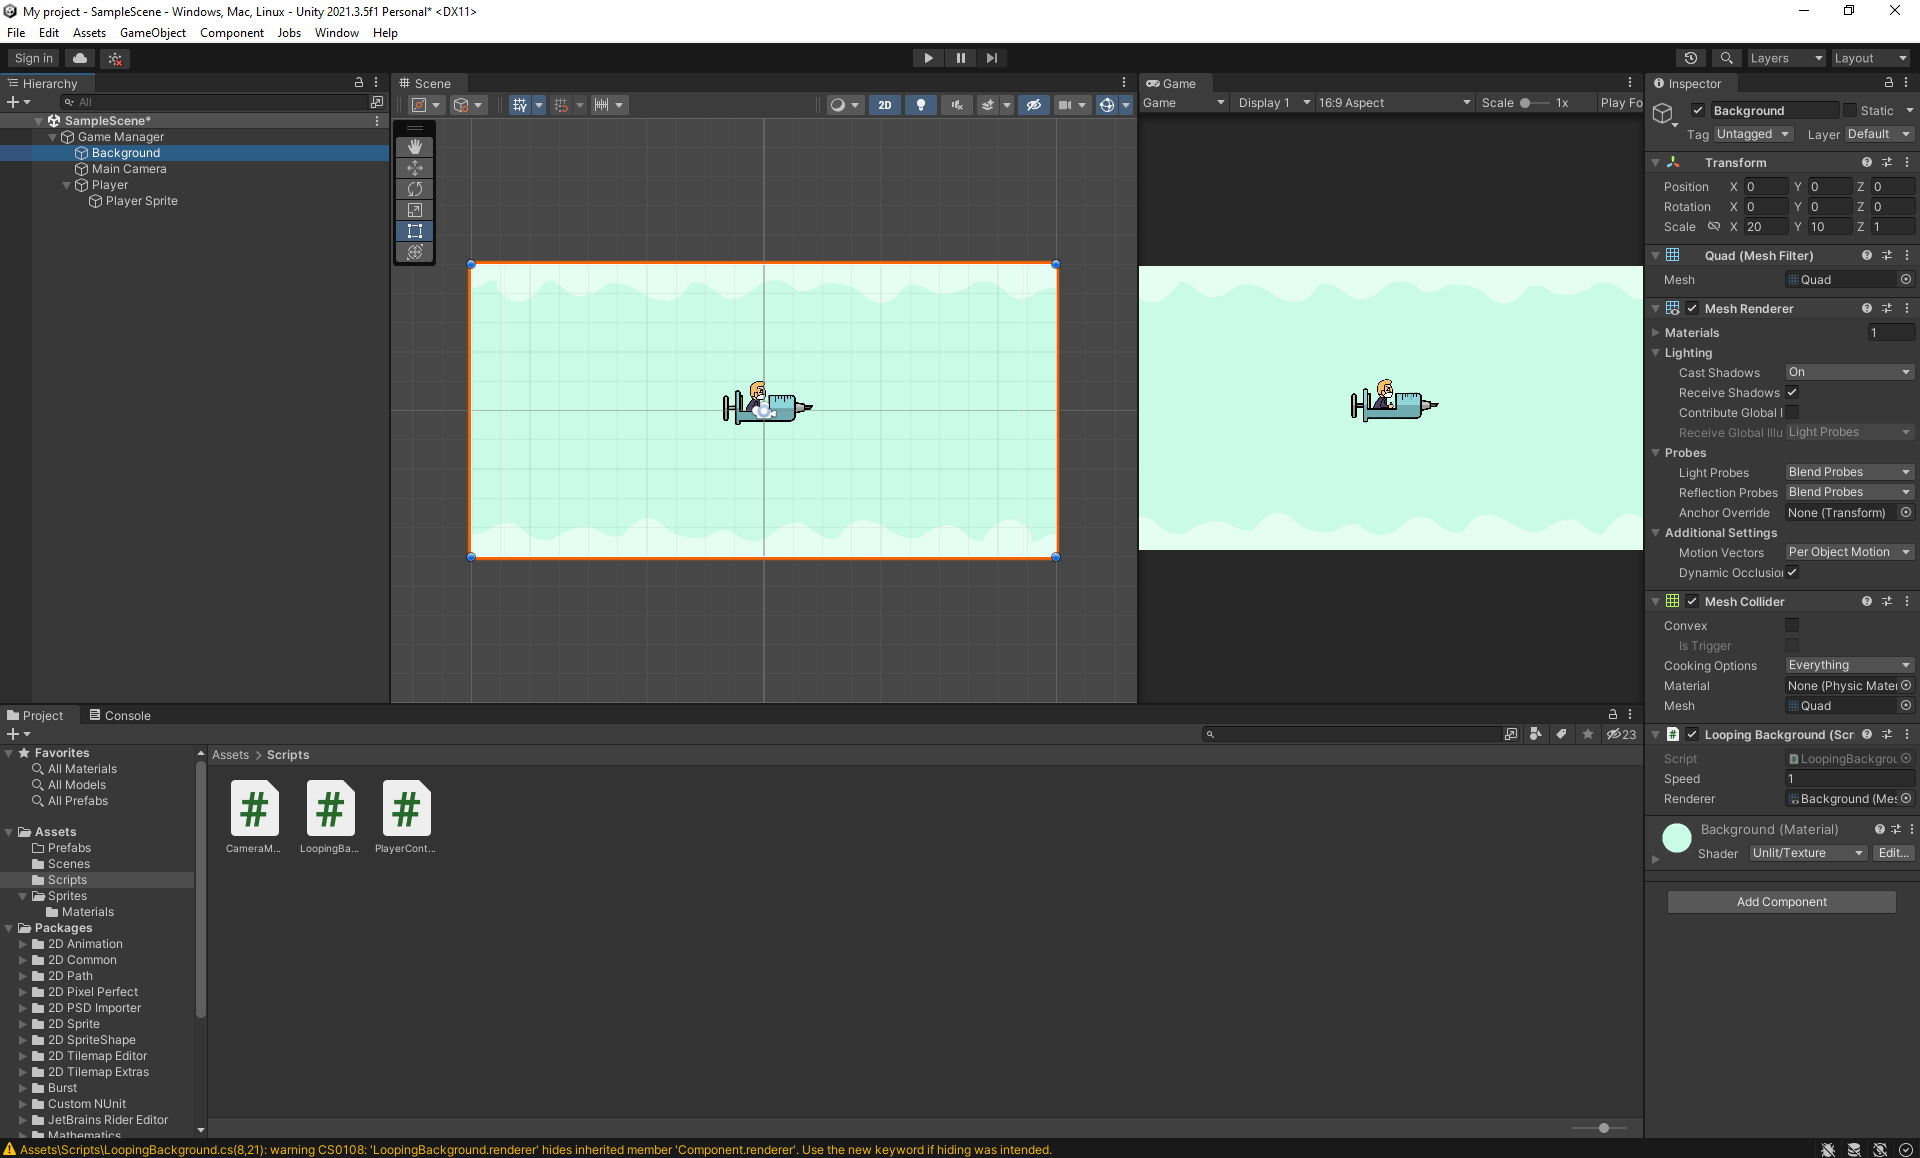 My project - SampleScene - Windows, Mac, Linux - Unity 2021.3.5f1 Personal* <DX11>
File Edit Assets GameObject Component Jobs Window Help
Sign in
Layers
Layout
Hierarchy
All
SampleScene*
Game Manager
Background
Main Camera
Player
Player Sprite
Scene
2D
Game
Game Display 1 16:9 Aspect Scale 1x Play Fo
Inspector
Background Static
Tag Untagged Layer Default
Transform
Position X 0 Y 0 Z 0
Rotation X 0 Y 0 Z 0
Scale X 20 Y 10 Z 1
Quad (Mesh Filter)
Mesh Quad
Mesh Renderer
Materials 1
Lighting
Cast Shadows On
Receive Shadows
Contribute Global I
Receive Global Illu Light Probes
Probes
Light Probes Blend Probes
Reflection Probes Blend Probes
Anchor Override None (Transform)
Additional Settings
Motion Vectors Per Object Motion
Dynamic Occlusion
Mesh Collider
Convex
Is Trigger
Cooking Options Everything
Material None (Physic Mater
Mesh Quad
Looping Background (Scri
Script LoopingBackgrou
Speed 1
Renderer Background (Mes
Background (Material)
Shader Unlit/Texture Edit...
Add Component
Project Console
23
Favorites
All Materials
All Models
All Prefabs
Assets
Prefabs
Scenes
Scripts
Sprites
Materials
Packages
2D Animation
2D Common
2D Path
2D Pixel Perfect
2D PSD Importer
2D Sprite
2D SpriteShape
2D Tilemap Editor
2D Tilemap Extras
Burst
Custom NUnit
JetBrains Rider Editor
Mathematics
Assets > Scripts
CameraM... LoopingBa... PlayerCont...
Assets\Scripts\LoopingBackground.cs(8,21): warning CS0108: 'LoopingBackground.renderer' hides inherited member 'Component.renderer'. Use the new keyword if hiding was intended.